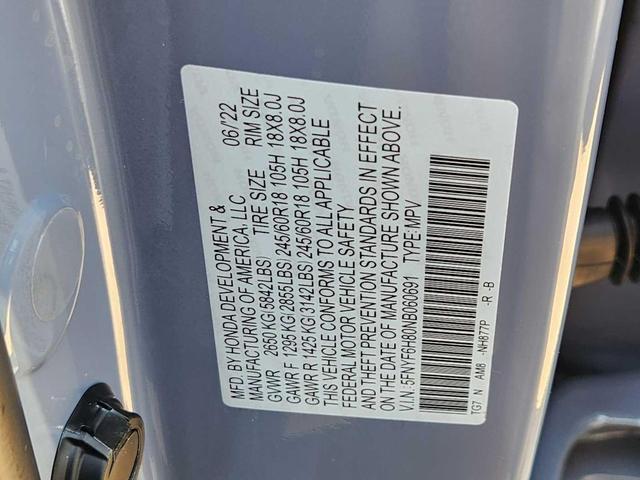 MFD. BY HONDA DEVELOPMENT & 06/22
MANUFACTURING OF AMERICA, LLC
GVWR 2650 KG(5842LBS) TIRE SIZE RIM SIZE
GAWR F 1295 KG(2855LBS) 245/60R18 105H 18X8.0J
GAWR R 1425 KG(3142LBS) 245/60R18 105H 18X8.0J
THIS VEHICLE CONFORMS TO ALL APPLICABLE
FEDERAL MOTOR VEHICLE SAFETY
AND THEFT PREVENTION STANDARDS IN EFFECT
ON THE DATE OF MANUFACTURE SHOWN ABOVE.
V.I.N.: 5FNYF6H80NB060691 TYPE: MPV
TG7 N AM8 -NH877P -R -B